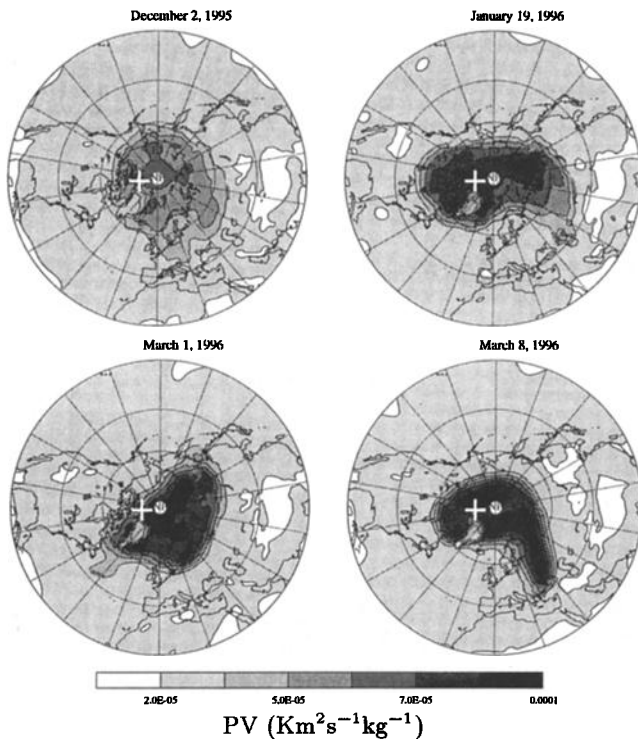 December 2, 1995
January 19, 1996
March 1, 1996
March 8, 1996
2.0E-05 5.0E-05 7.0E-05 0.0001
PV (Km²s⁻¹kg⁻¹)